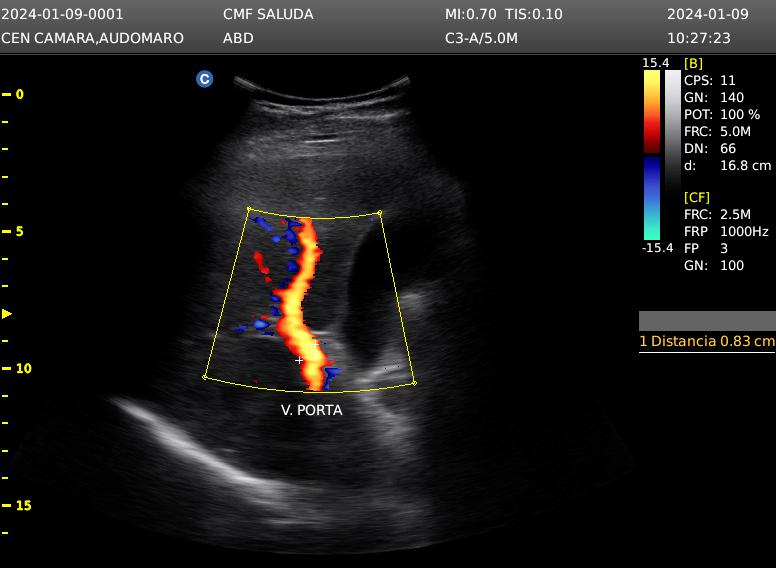 2024-01-09-0001 CMF SALUDA MI:0.70 TIS:0.10 2024-01-09
CEN CAMARA,AUDOMARO ABD C3-A/5.0M 10:27:23
C
15.4 [B]
CPS: 11
GN: 140
POT: 100 %
FRC: 5.0M
DN: 66
d: 16.8 cm
[CF]
FRC: 2.5M
FRP 1000Hz
-15.4 FP 3
GN: 100
1 Distancia 0.83 cm
0
5
10
15
V. PORTA